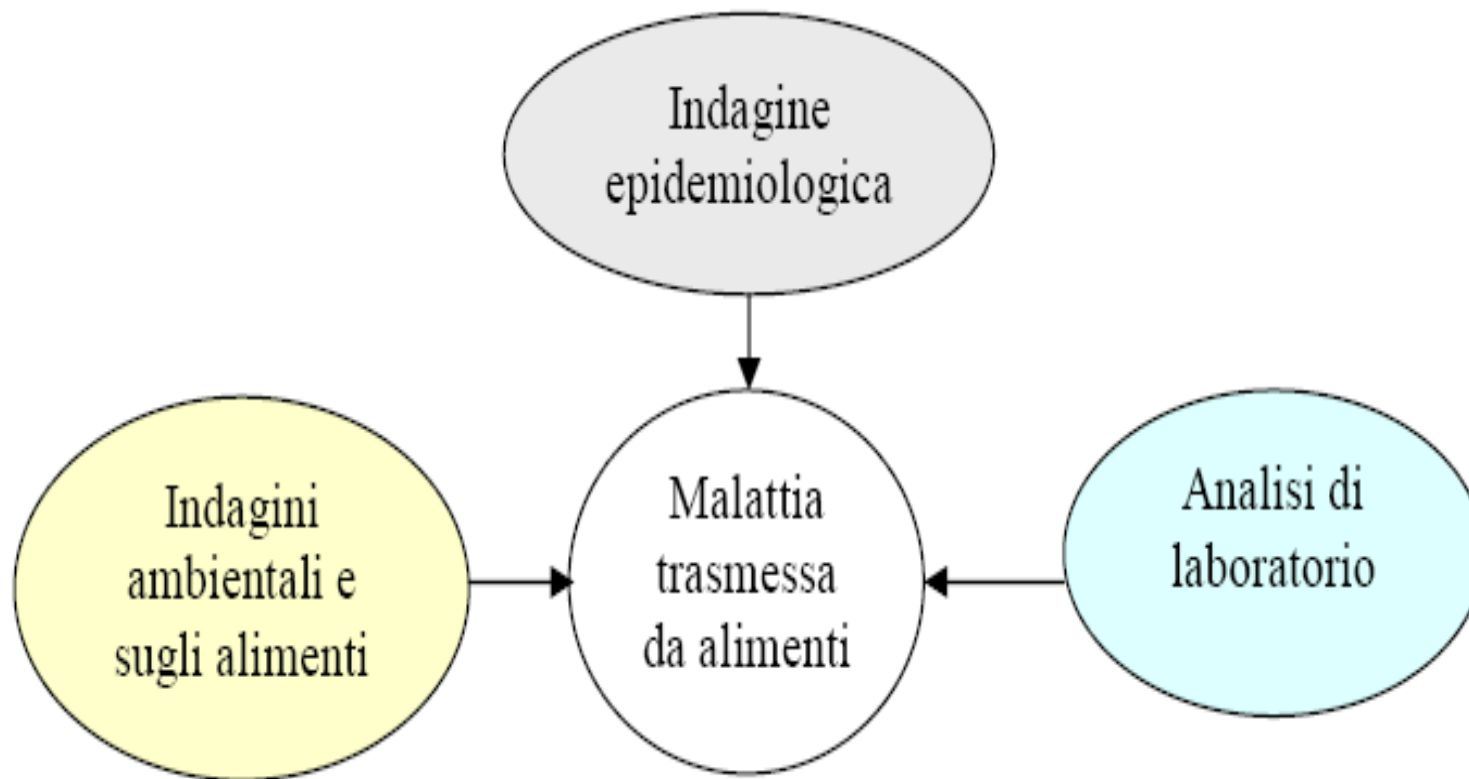 Indagine
epidemiologica
Indagini
ambientali e
sugli alimenti
Malattia
trasmessa
da alimenti
Analisi di
laboratorio